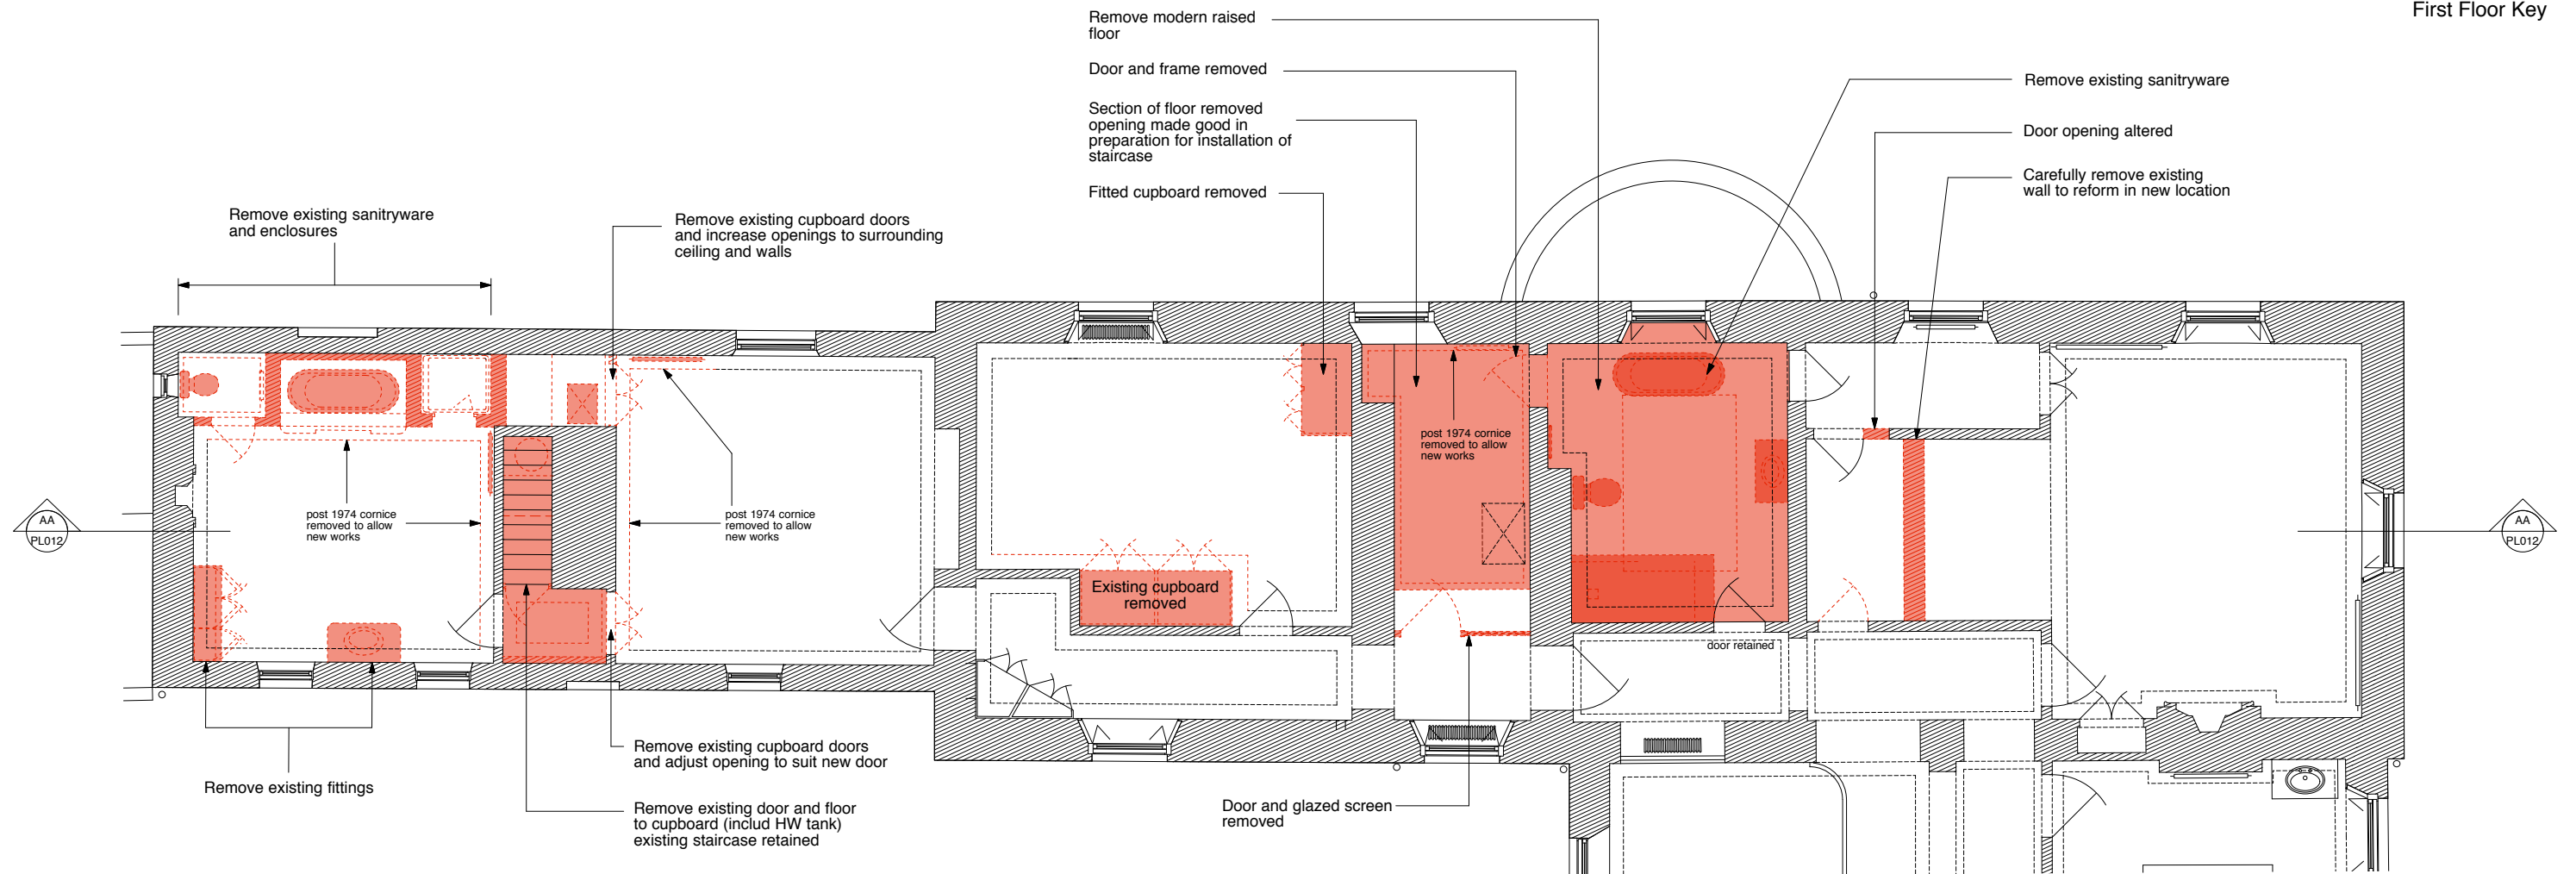 First Floor Key
Remove modern raised
floor
Door and frame removed
Section of floor removed
opening made good in
preparation for installation of
staircase
Fitted cupboard removed
Remove existing sanitryware
Door opening altered
Carefully remove existing
wall to reform in new location
Remove existing sanitryware
and enclosures
Remove existing cupboard doors
and increase openings to surrounding
ceiling and walls
post 1974 cornice
removed to allow
new works
post 1974 cornice
removed to allow
new works
post 1974 cornice
removed to allow
new works
AA
PL012
AA
PL012
Existing cupboard
removed
door retained
Remove existing fittings
Remove existing cupboard doors
and adjust opening to suit new door
Remove existing door and floor
to cupboard (includ HW tank)
existing staircase retained
Door and glazed screen
removed